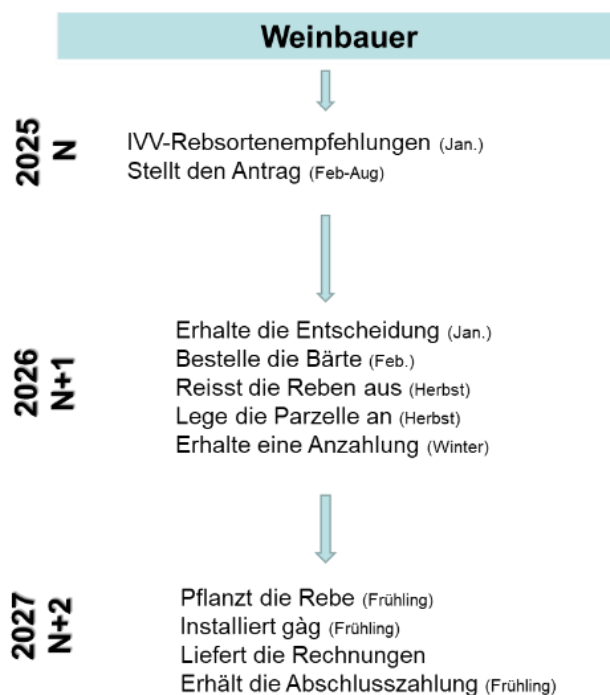 Weinbauer
2025
N
IVV-Rebsortenempfehlungen (Jan.)
Stellt den Antrag (Feb-Aug)
2026
N+1
Erhalte die Entscheidung (Jan.)
Bestelle die Bärte (Feb.)
Reisst die Reben aus (Herbst)
Lege die Parzelle an (Herbst)
Erhalte eine Anzahlung (Winter)
2027
N+2
Pflanzt die Rebe (Frühling)
Installiert gàg (Frühling)
Liefert die Rechnungen
Erhält die Abschlusszahlung (Frühling)